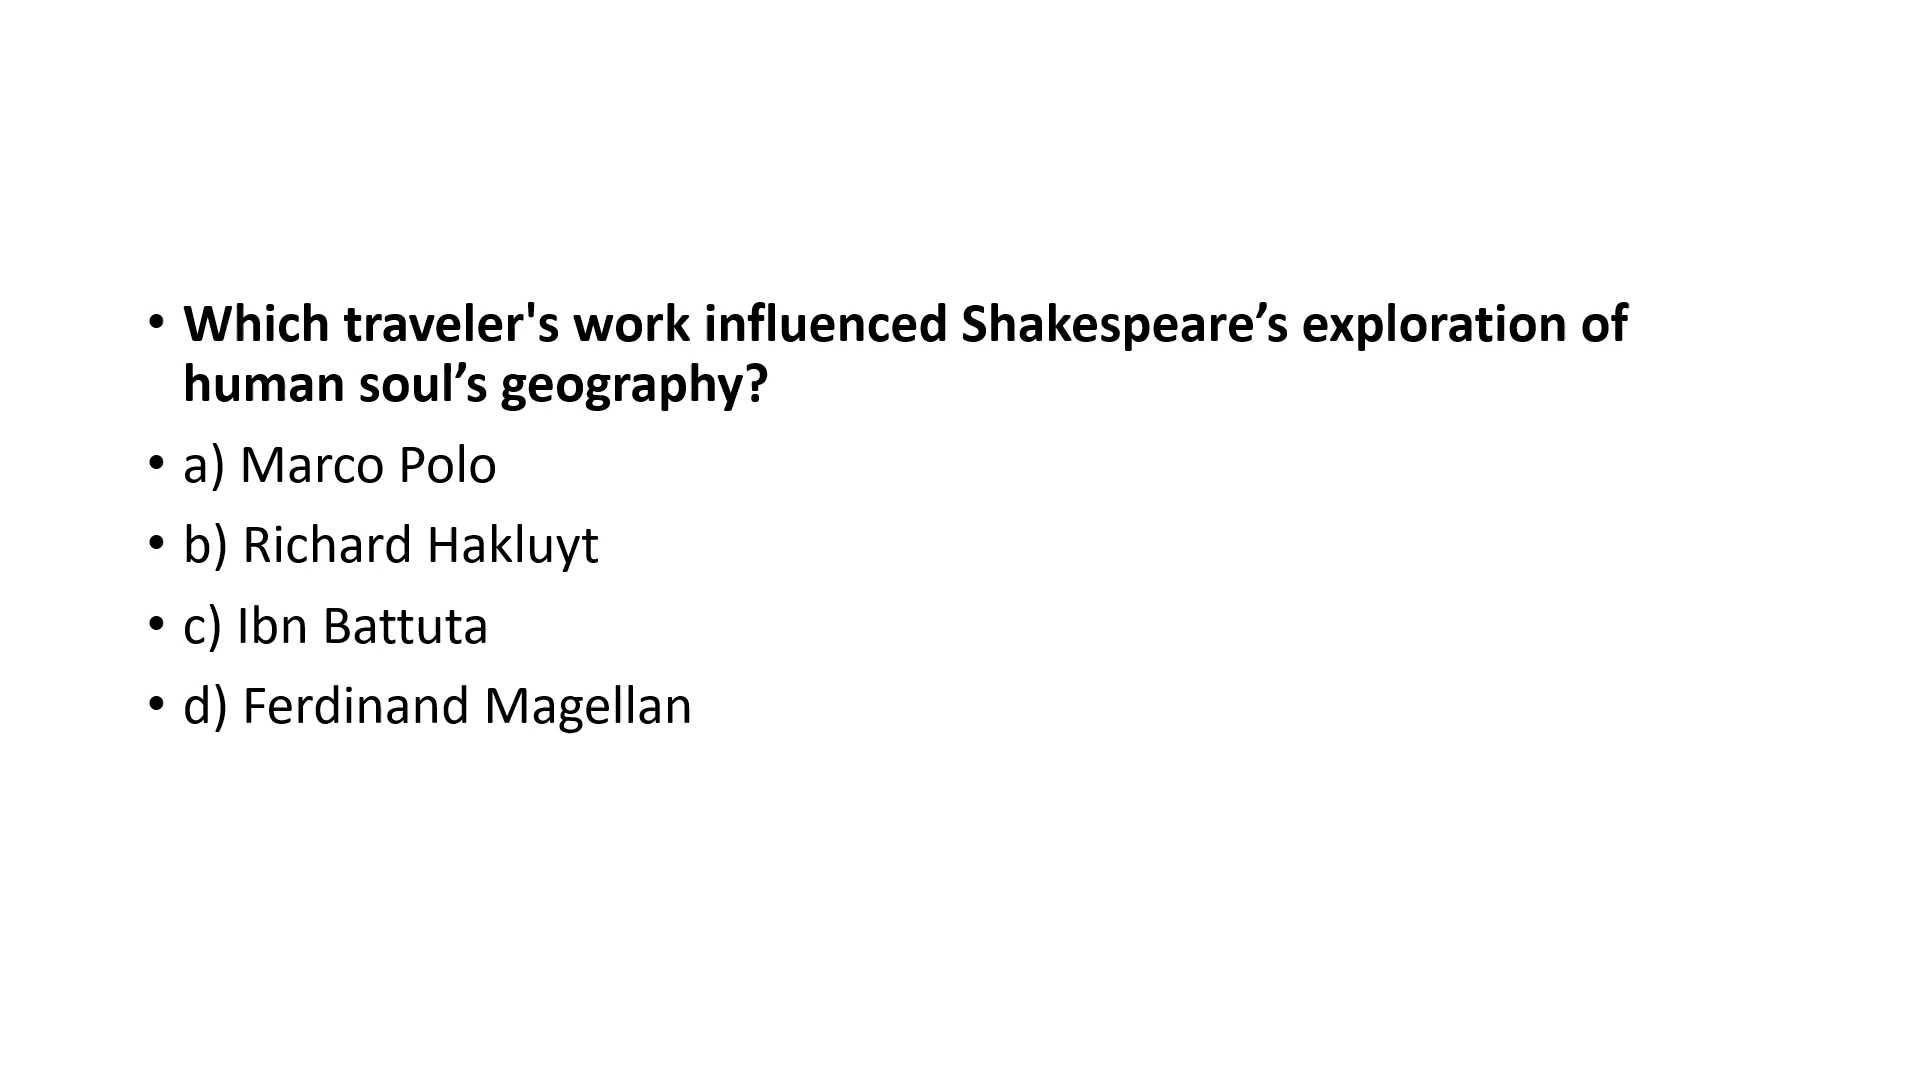 • Which traveler's work influenced Shakespeare’s exploration of
human soul’s geography?
• a) Marco Polo
• b) Richard Hakluyt
• c) Ibn Battuta
• d) Ferdinand Magellan